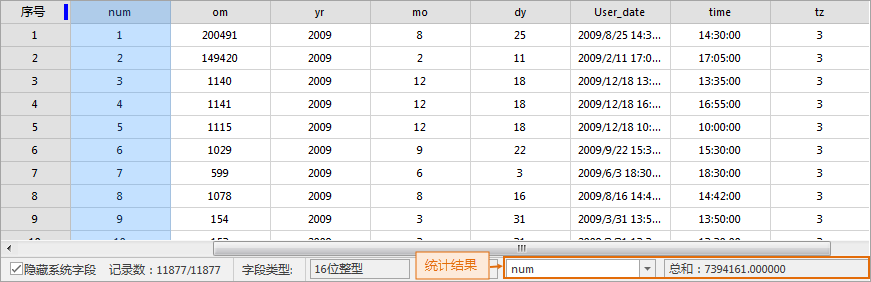 序号 num om yr mo dy User_date time tz
1 1 200491 2009 8 25 2009/8/25 14:3... 14:30:00 3
2 2 149420 2009 2 11 2009/2/11 17:0... 17:05:00 3
3 3 1140 2009 12 18 2009/12/18 13:... 13:35:00 3
4 4 1141 2009 12 18 2009/12/18 16:... 16:55:00 3
5 5 1115 2009 12 18 2009/12/18 10:... 10:00:00 3
6 6 1029 2009 9 22 2009/9/22 15:3... 15:30:00 3
7 7 599 2009 6 3 2009/6/3 18:30... 18:30:00 3
8 8 1078 2009 8 16 2009/8/16 14:4... 14:42:00 3
9 9 154 2009 3 31 2009/3/31 13:5... 13:50:00 3
隐藏系统字段 记录数：11877/11877 字段类型: 16位整型 统计结果 num 总和：7394161.000000